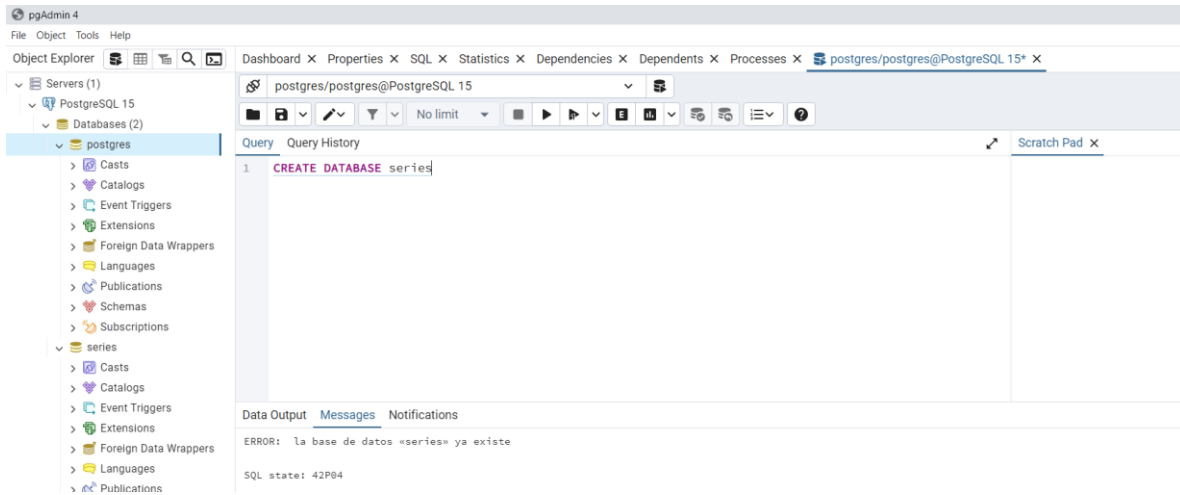 pgAdmin 4
File Object Tools Help
Object Explorer
Dashboard X Properties X SQL X Statistics X Dependencies X Dependents X Processes X postgres/postgres@PostgreSQL 15* X
Servers (1)
PostgreSQL 15
Databases (2)
postgres
Casts
Catalogs
Event Triggers
Extensions
Foreign Data Wrappers
Languages
Publications
Schemas
Subscriptions
series
Casts
Catalogs
Event Triggers
Extensions
Foreign Data Wrappers
Languages
Publications
postgres/postgres@PostgreSQL 15
No limit
E
Query Query History
Scratch Pad X
1 CREATE DATABASE series
Data Output Messages Notifications
ERROR: la base de datos «series» ya existe
SQL state: 42P04